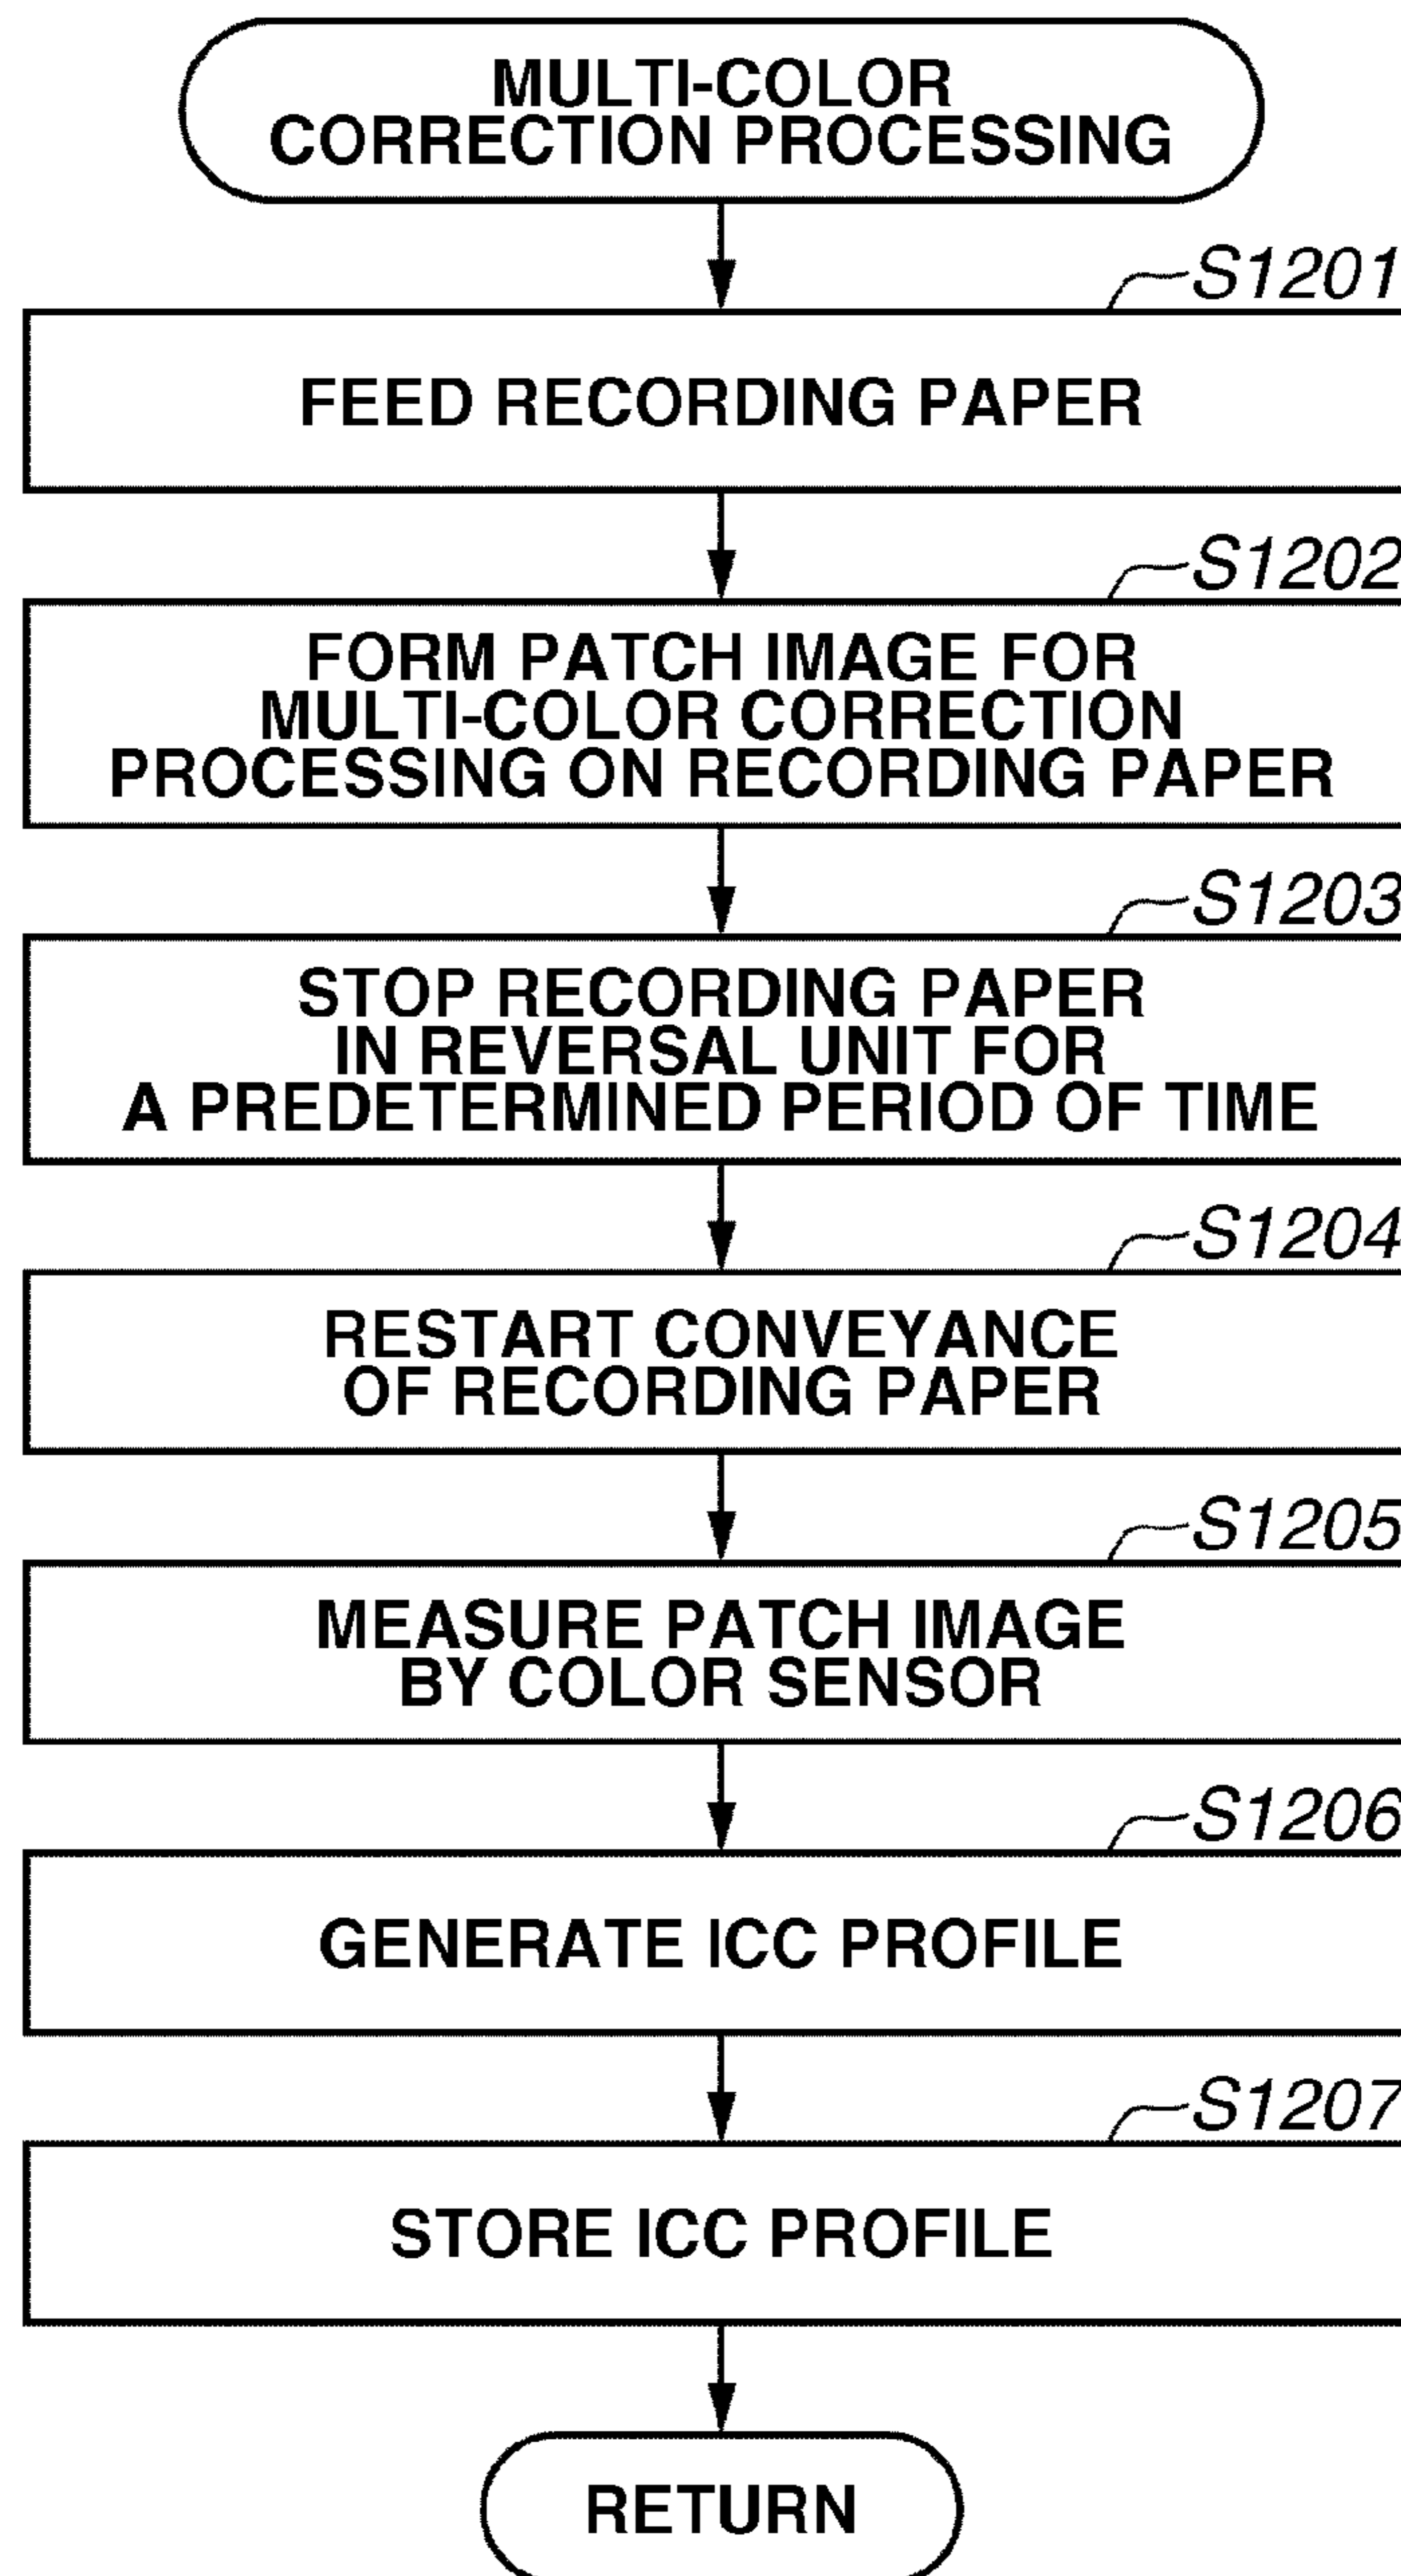 MULTI-COLOR
CORRECTION PROCESSING
S1201
FEED RECORDING PAPER
S1202
FORM PATCH IMAGE FOR
MULTI-COLOR CORRECTION
PROCESSING ON RECORDING PAPER
S1203
STOP RECORDING PAPER
IN REVERSAL UNIT FOR
A PREDETERMINED PERIOD OF TIME
S1204
RESTART CONVEYANCE
OF RECORDING PAPER
S1205
MEASURE PATCH IMAGE
BY COLOR SENSOR
S1206
GENERATE ICC PROFILE
S1207
STORE ICC PROFILE
RETURN